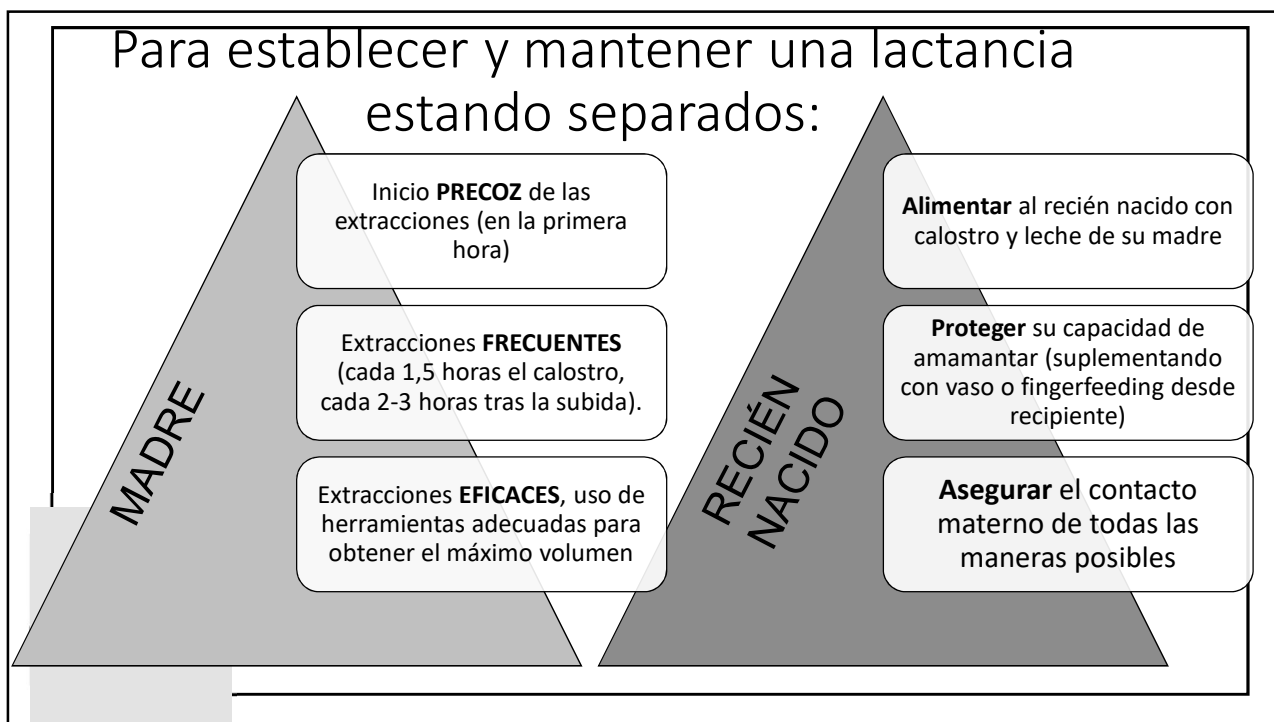 Para establecer y mantener una lactancia
estando separados:
MADRE
Inicio PRECOZ de las
extracciones (en la primera
hora)
Extracciones FRECUENTES
(cada 1,5 horas el calostro,
cada 2-3 horas tras la subida).
Extracciones EFICACES, uso de
herramientas adecuadas para
obtener el máximo volumen
RECIÉN
NACIDO
Alimentar al recién nacido con
calostro y leche de su madre
Proteger su capacidad de
amamantar (suplementando
con vaso o fingerfeeding desde
recipiente)
Asegurar el contacto
materno de todas las
maneras posibles